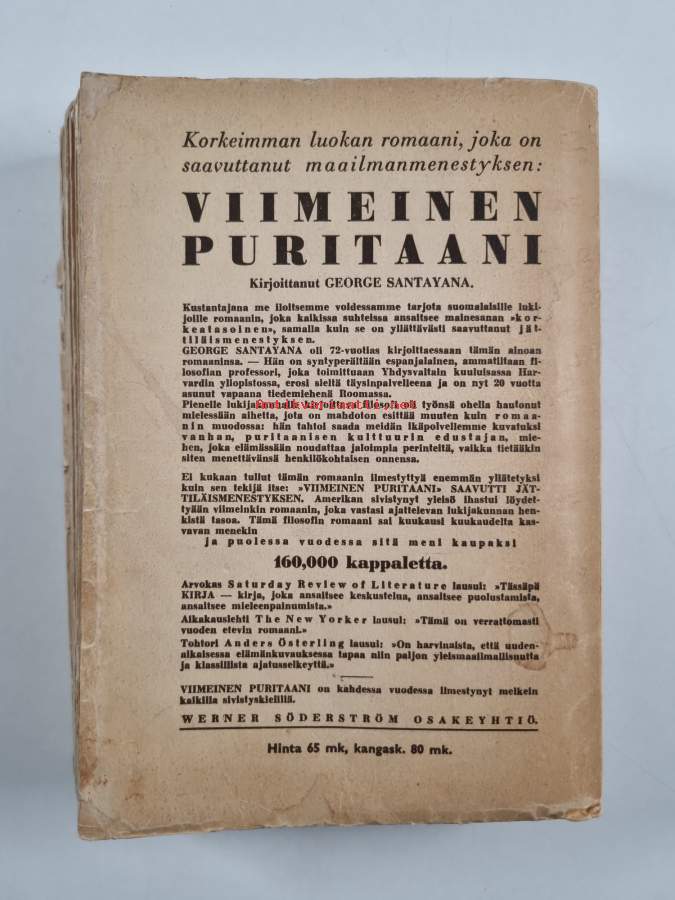 Korkeimman luokan romaani, joka on
saavuttanut maailmanmenestyksen:
VIIMEINEN
PURITAANI
Kirjoittanut GEORGE SANTAYANA.
Kustantajana me iloitsemme voidessamme tarjota suomalaisille luki-
joille romaanin, joka kaikissa suhteissa ansaitsee mainesanan »kor-
keatasoinen», samalla kuin se on yllättävästi saavuttanut jät-
tiläismenestyksen.
GEORGE SANTAYANA oli 72-vuotias kirjoittaessaan tämän ainoan
romaaninsa. — Hän on syntyperältään espanjalainen, ammatiltaan fi-
losofian professori, joka toimittuaan Yhdysvaltain kuuluisassa Har-
vardin yliopistossa, erosi sieltä täysinpalvelleena ja on nyt 20 vuotta
asunut vapaana tiedemiehenä Roomassa.
Pienelle lukijajoukolle kirjoittava filosofi oli työnsä ohella hautonut
mielessään aihetta, jota on mahdoton esittää muuten kuin romaa-
nin muodossa: hän tahtoi saada meidän ikäpolvellemme kuvatuksi
vanhan, puritaanisen kulttuurin edustajan, mie-
hen, joka elämässään noudattaa jaloimpia perinteitä, vaikka tietääkin
siten menettävänsä henkilökohtaisen onnensa.
Ei kukaan tullut tämän romaanin ilmestyttyä enemmän yllätetyksi
kuin sen tekijä itse: »VIIMEINEN PURITAANI» SAAVUTTI JÄT-
TILÄISMENESTYKSEN. Amerikan sivistynyt yleisö ihastui löydet-
tyään viimeinkin romaanin, joka vastasi ajattelevan lukijakunnan hen-
kistä tasoa. Tämä filosofin romaani sai kuukausi kuukaudelta kas-
vavan menekin
ja puolessa vuodessa sitä meni kaupaksi
160,000 kappaletta.
Arvokas Saturday Review of Literature lausui: »Tässäpä
KIRJA — kirja, joka ansaitsee keskustelua, ansaitsee puolustamista,
ansaitsee mieleenpainumista.»
Aikakauslehti The New Yorker lausui: »Tämä on verrattomasti
vuoden etevin romaani.»
Tohtori Anders Österling lausui: »On harvinaista, että uuden-
aikaisessa elämänkuvauksessa tapaa niin paljon yleismaailmallisuutta
ja klassillista ajatusselkeyttä.»
VIIMEINEN PURITAANI on kahdessa vuodessa ilmestynyt melkein
kaikilla sivistyskielillä.
WERNER SÖDERSTRÖM OSAKEYHTIÖ.
Hinta 65 mk, kangask. 80 mk.